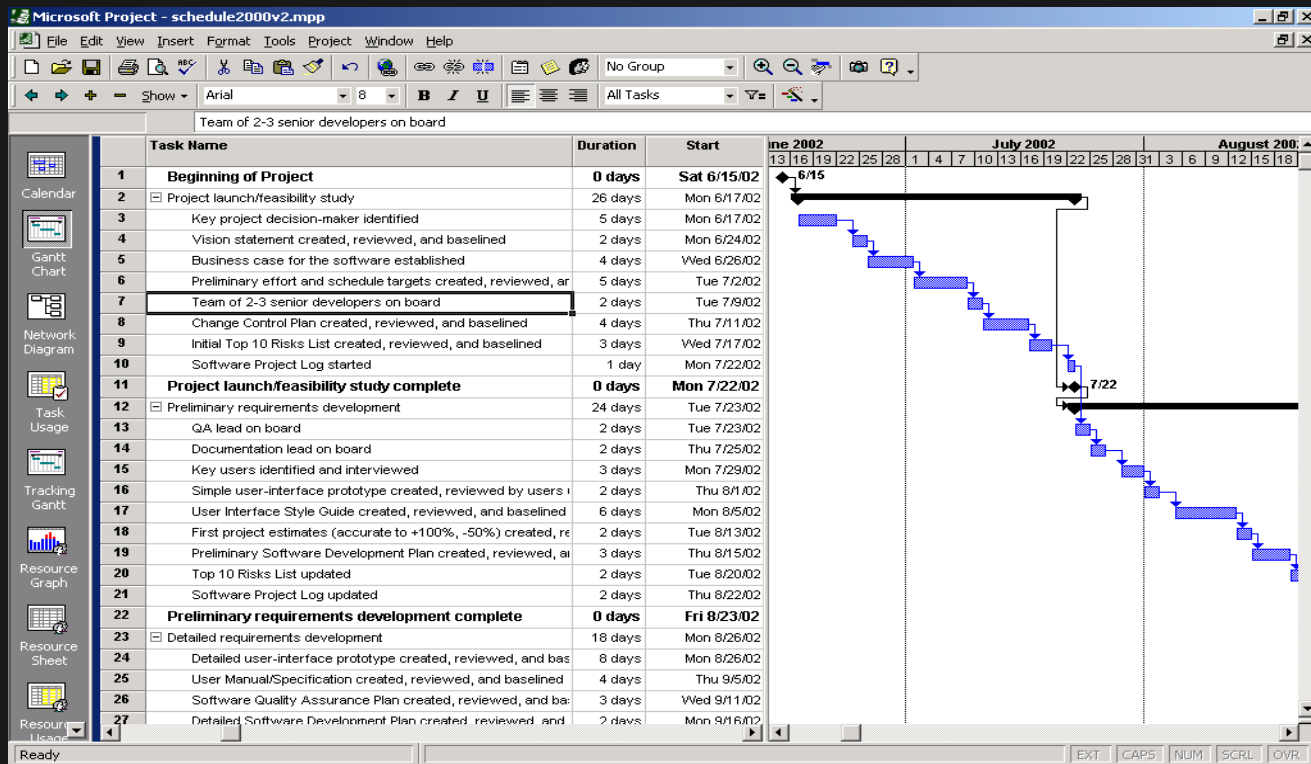 Microsoft Project - schedule2000v2.mpp
File Edit View Insert Format Tools Project Window Help
No Group
Show Arial 8 B I U All Tasks
Team of 2-3 senior developers on board
Task Name Duration Start ne 2002 July 2002 August 200
13 16 19 22 25 28 1 4 7 10 13 16 19 22 25 28 31 3 6 9 12 15 18
1 Beginning of Project 0 days Sat 6/15/02 6/15
2 Project launch/feasibility study 26 days Mon 6/17/02
3 Key project decision-maker identified 5 days Mon 6/17/02
4 Vision statement created, reviewed, and baselined 2 days Mon 6/24/02
5 Business case for the software established 4 days Wed 6/26/02
6 Preliminary effort and schedule targets created, reviewed, ar 5 days Tue 7/2/02
7 Team of 2-3 senior developers on board 2 days Tue 7/9/02
8 Change Control Plan created, reviewed, and baselined 4 days Thu 7/11/02
9 Initial Top 10 Risks List created, reviewed, and baselined 3 days Wed 7/17/02
10 Software Project Log started 1 day Mon 7/22/02
11 Project launch/feasibility study complete 0 days Mon 7/22/02 7/22
12 Preliminary requirements development 24 days Tue 7/23/02
13 QA lead on board 2 days Tue 7/23/02
14 Documentation lead on board 2 days Thu 7/25/02
15 Key users identified and interviewed 3 days Mon 7/29/02
16 Simple user-interface prototype created, reviewed by users 2 days Thu 8/1/02
17 User Interface Style Guide created, reviewed, and baselined 6 days Mon 8/5/02
18 First project estimates (accurate to +100%, -50%) created, re 2 days Tue 8/13/02
19 Preliminary Software Development Plan created, reviewed, ar 3 days Thu 8/15/02
20 Top 10 Risks List updated 2 days Tue 8/20/02
21 Software Project Log updated 2 days Thu 8/22/02
22 Preliminary requirements development complete 0 days Fri 8/23/02
23 Detailed requirements development 18 days Mon 8/26/02
24 Detailed user-interface prototype created, reviewed, and bas 8 days Mon 8/26/02
25 User Manual/Specification created, reviewed, and baselined 4 days Thu 9/5/02
26 Software Quality Assurance Plan created, reviewed, and ba 3 days Wed 9/11/02
27 Detailed Software Development Plan created, reviewed, and 2 days Mon 9/16/02
Calendar
Gantt
Chart
Network
Diagram
Task
Usage
Tracking
Gantt
Resource
Graph
Resource
Sheet
Resource
Usage
Ready EXT CAPS NUM SCRL OVR